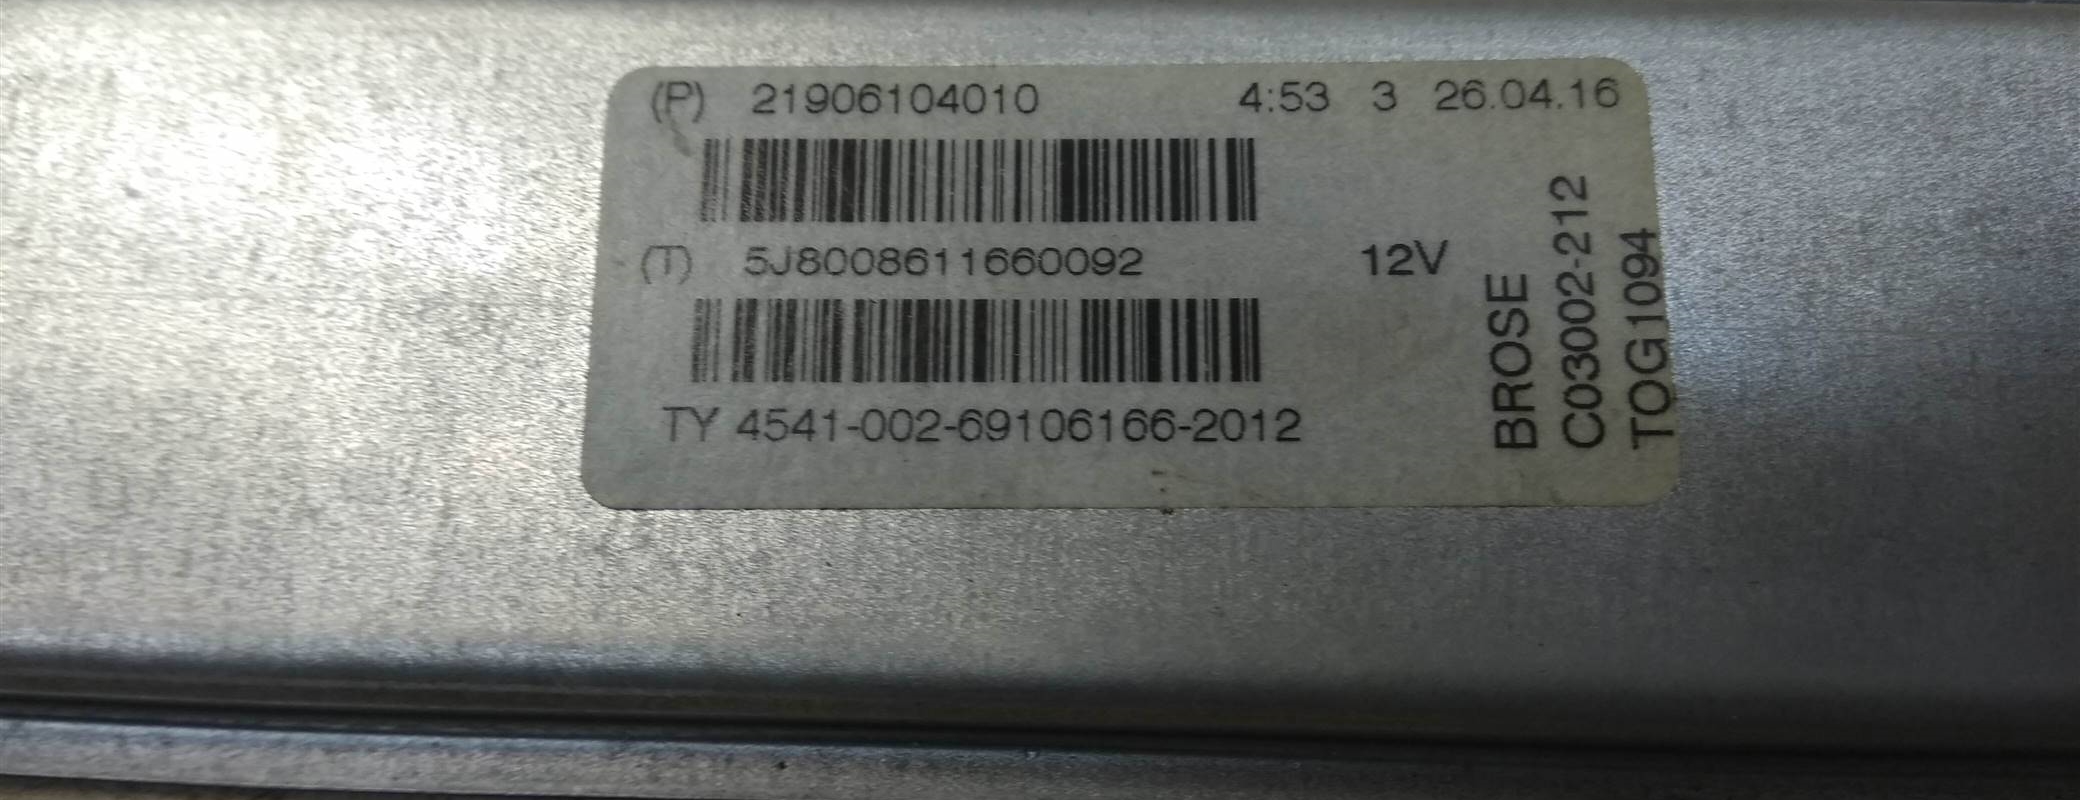 (P) 21906104010 4:53 3 26.04.16
(T) 5J8008611660092 12V
TY 4541-002-69106166-2012
BROSE
C03002-212
TOG1094